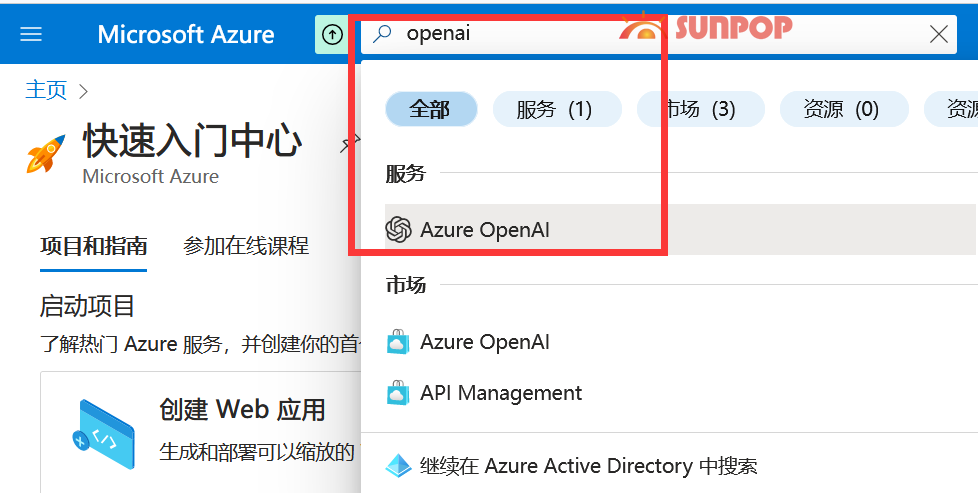 Microsoft Azure
openai
SUNPOP
主页
快速入门中心
Microsoft Azure
全部
服务 (1)
市场 (3)
资源 (0)
服务
Azure OpenAI
项目和指南
参加在线课程
市场
启动项目
了解热门 Azure 服务，并创建你的首
Azure OpenAI
API Management
创建 Web 应用
生成和部署可以缩放的
继续在 Azure Active Directory 中搜索